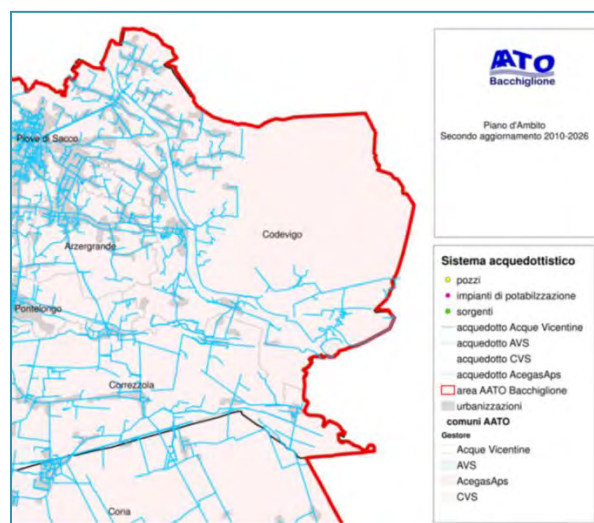 AATO
Bacchiglione
Piano d'Ambito
Secondo aggiornamento 2010-2026
Piove di Sacco
Codevigo
Arzergrande
Pontelongo
Correzzola
Cona
Sistema acquedottistico
pozzi
impianti di potabilzzazione
sorgenti
acquedotto Acque Vicentine
acquedotto AVS
acquedotto CVS
acquedotto AcegasAps
area AATO Bacchiglione
urbanizzazioni
comuni AATO
Gestore
Acque Vicentine
AVS
AcegasAps
CVS